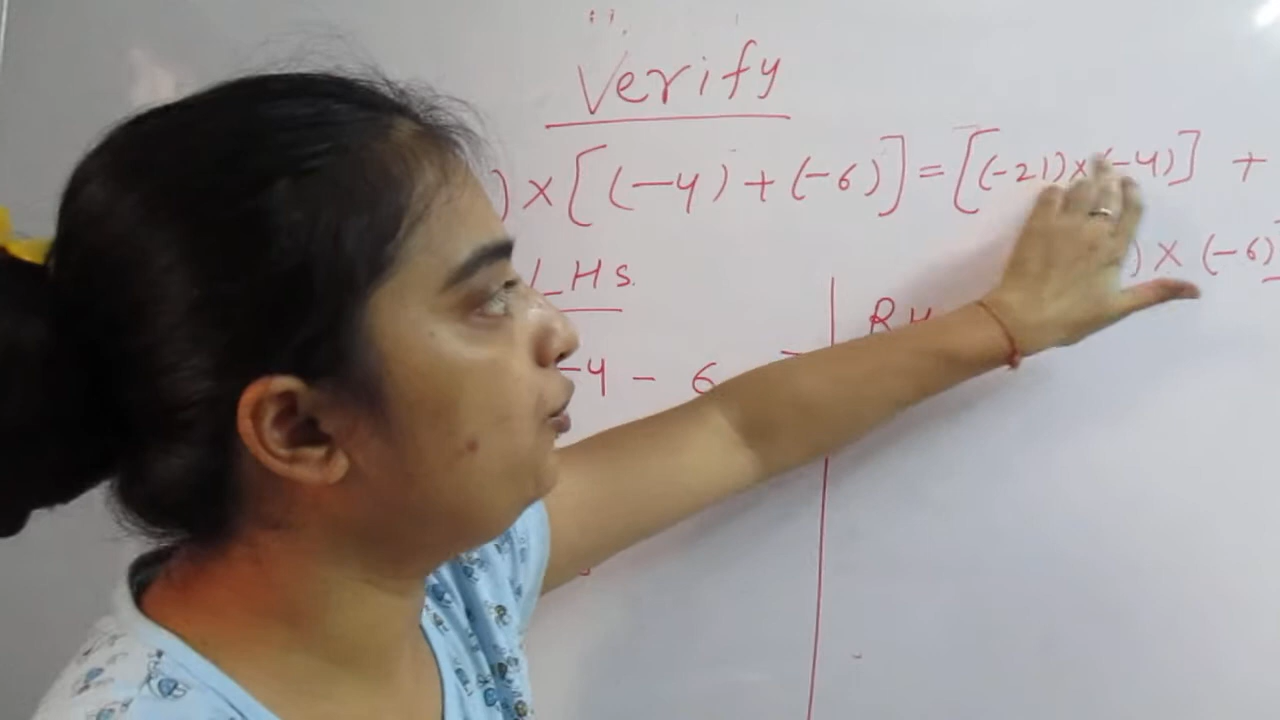 Verify
) × [(-4) + (-6)] = [(-21) × (-4)] +
) × (-6)
LHS.
RH
-4 - 6